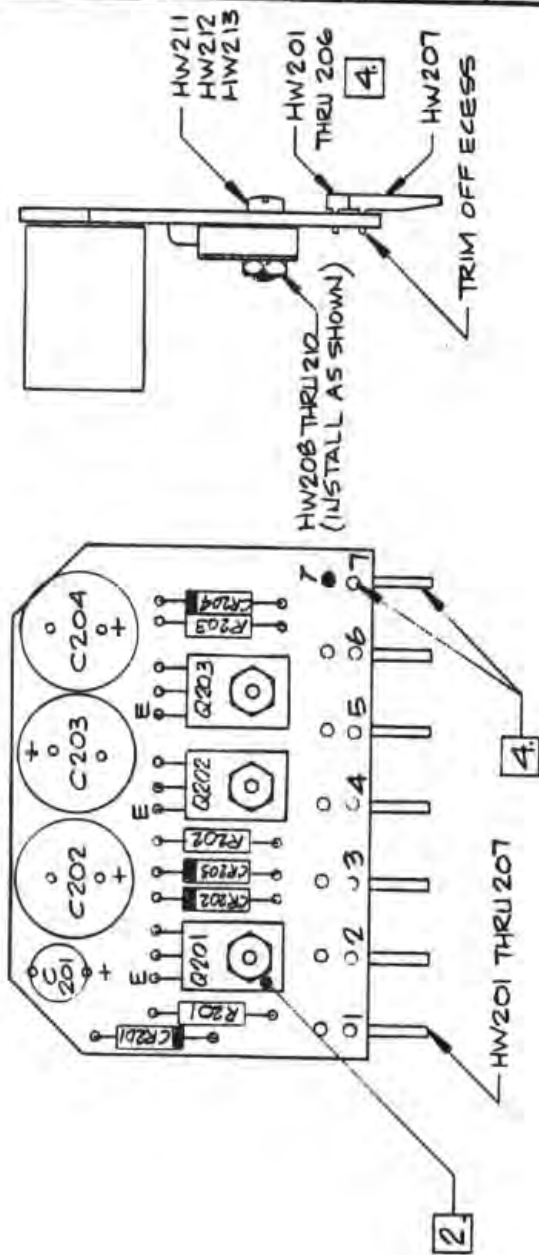 C204
C203
C202
C
201
+
+
+
+
CR204
R203
E
Q203
E
Q202
R202
CR203
CR202
E
Q201
R201
CR201
7
1
2
3
4
5
6
7
4.
2.
HW201 THRU 207
HW208 THRU 210
(INSTALL AS SHOWN)
HW211
HW212
HW213
HW201
THRU 206
4.
HW207
TRIM OFF ECESS